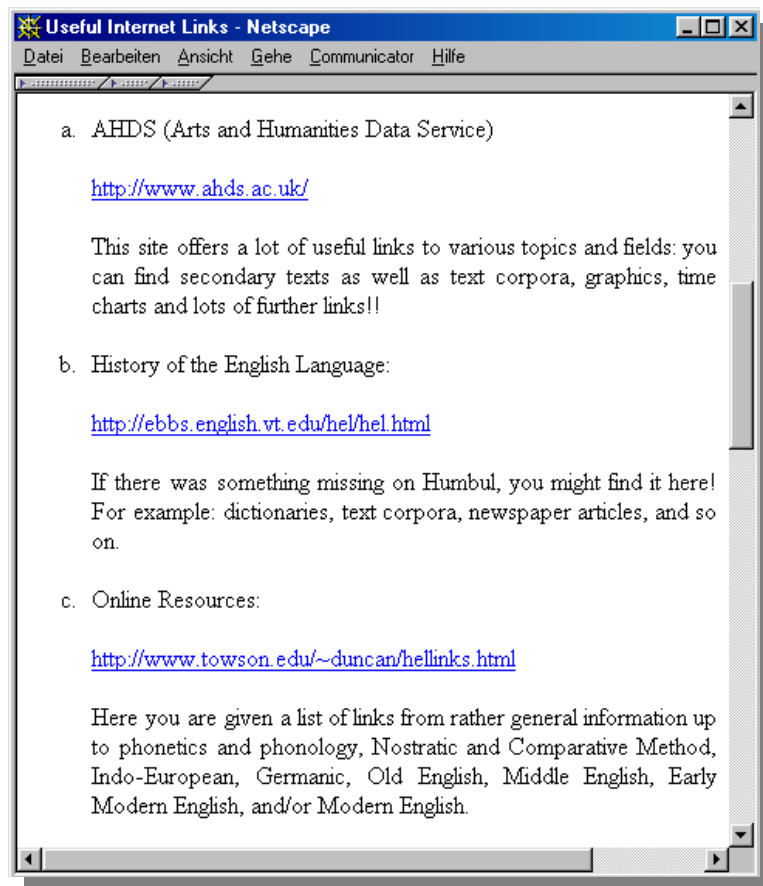 Useful Internet Links - Netscape
Datei Bearbeiten Ansicht Gehe Communicator Hilfe
a. AHDS (Arts and Humanities Data Service)
http://www.ahds.ac.uk/
This site offers a lot of useful links to various topics and fields: you
can find secondary texts as well as text corpora, graphics, time
charts and lots of further links!!
b. History of the English Language:
http://ebbs.english.vt.edu/hel/hel.html
If there was something missing on Humbul, you might find it here!
For example: dictionaries, text corpora, newspaper articles, and so
on.
c. Online Resources:
http://www.towson.edu/~duncan/hellinks.html
Here you are given a list of links from rather general information up
to phonetics and phonology, Nostratic and Comparative Method,
Indo-European, Germanic, Old English, Middle English, Early
Modern English, and/or Modern English.